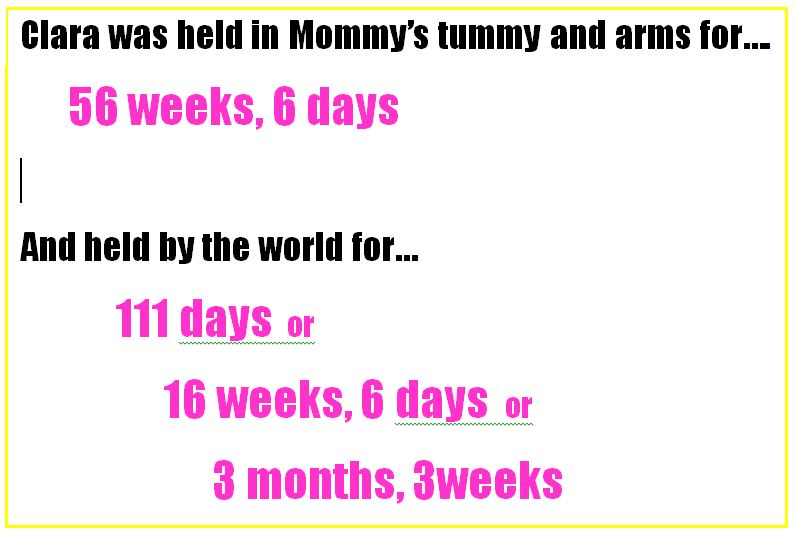 Clara was held in Mommy's tummy and arms for....
56 weeks, 6 days
And held by the world for...
111 days or
16 weeks, 6 days or
3 months, 3weeks